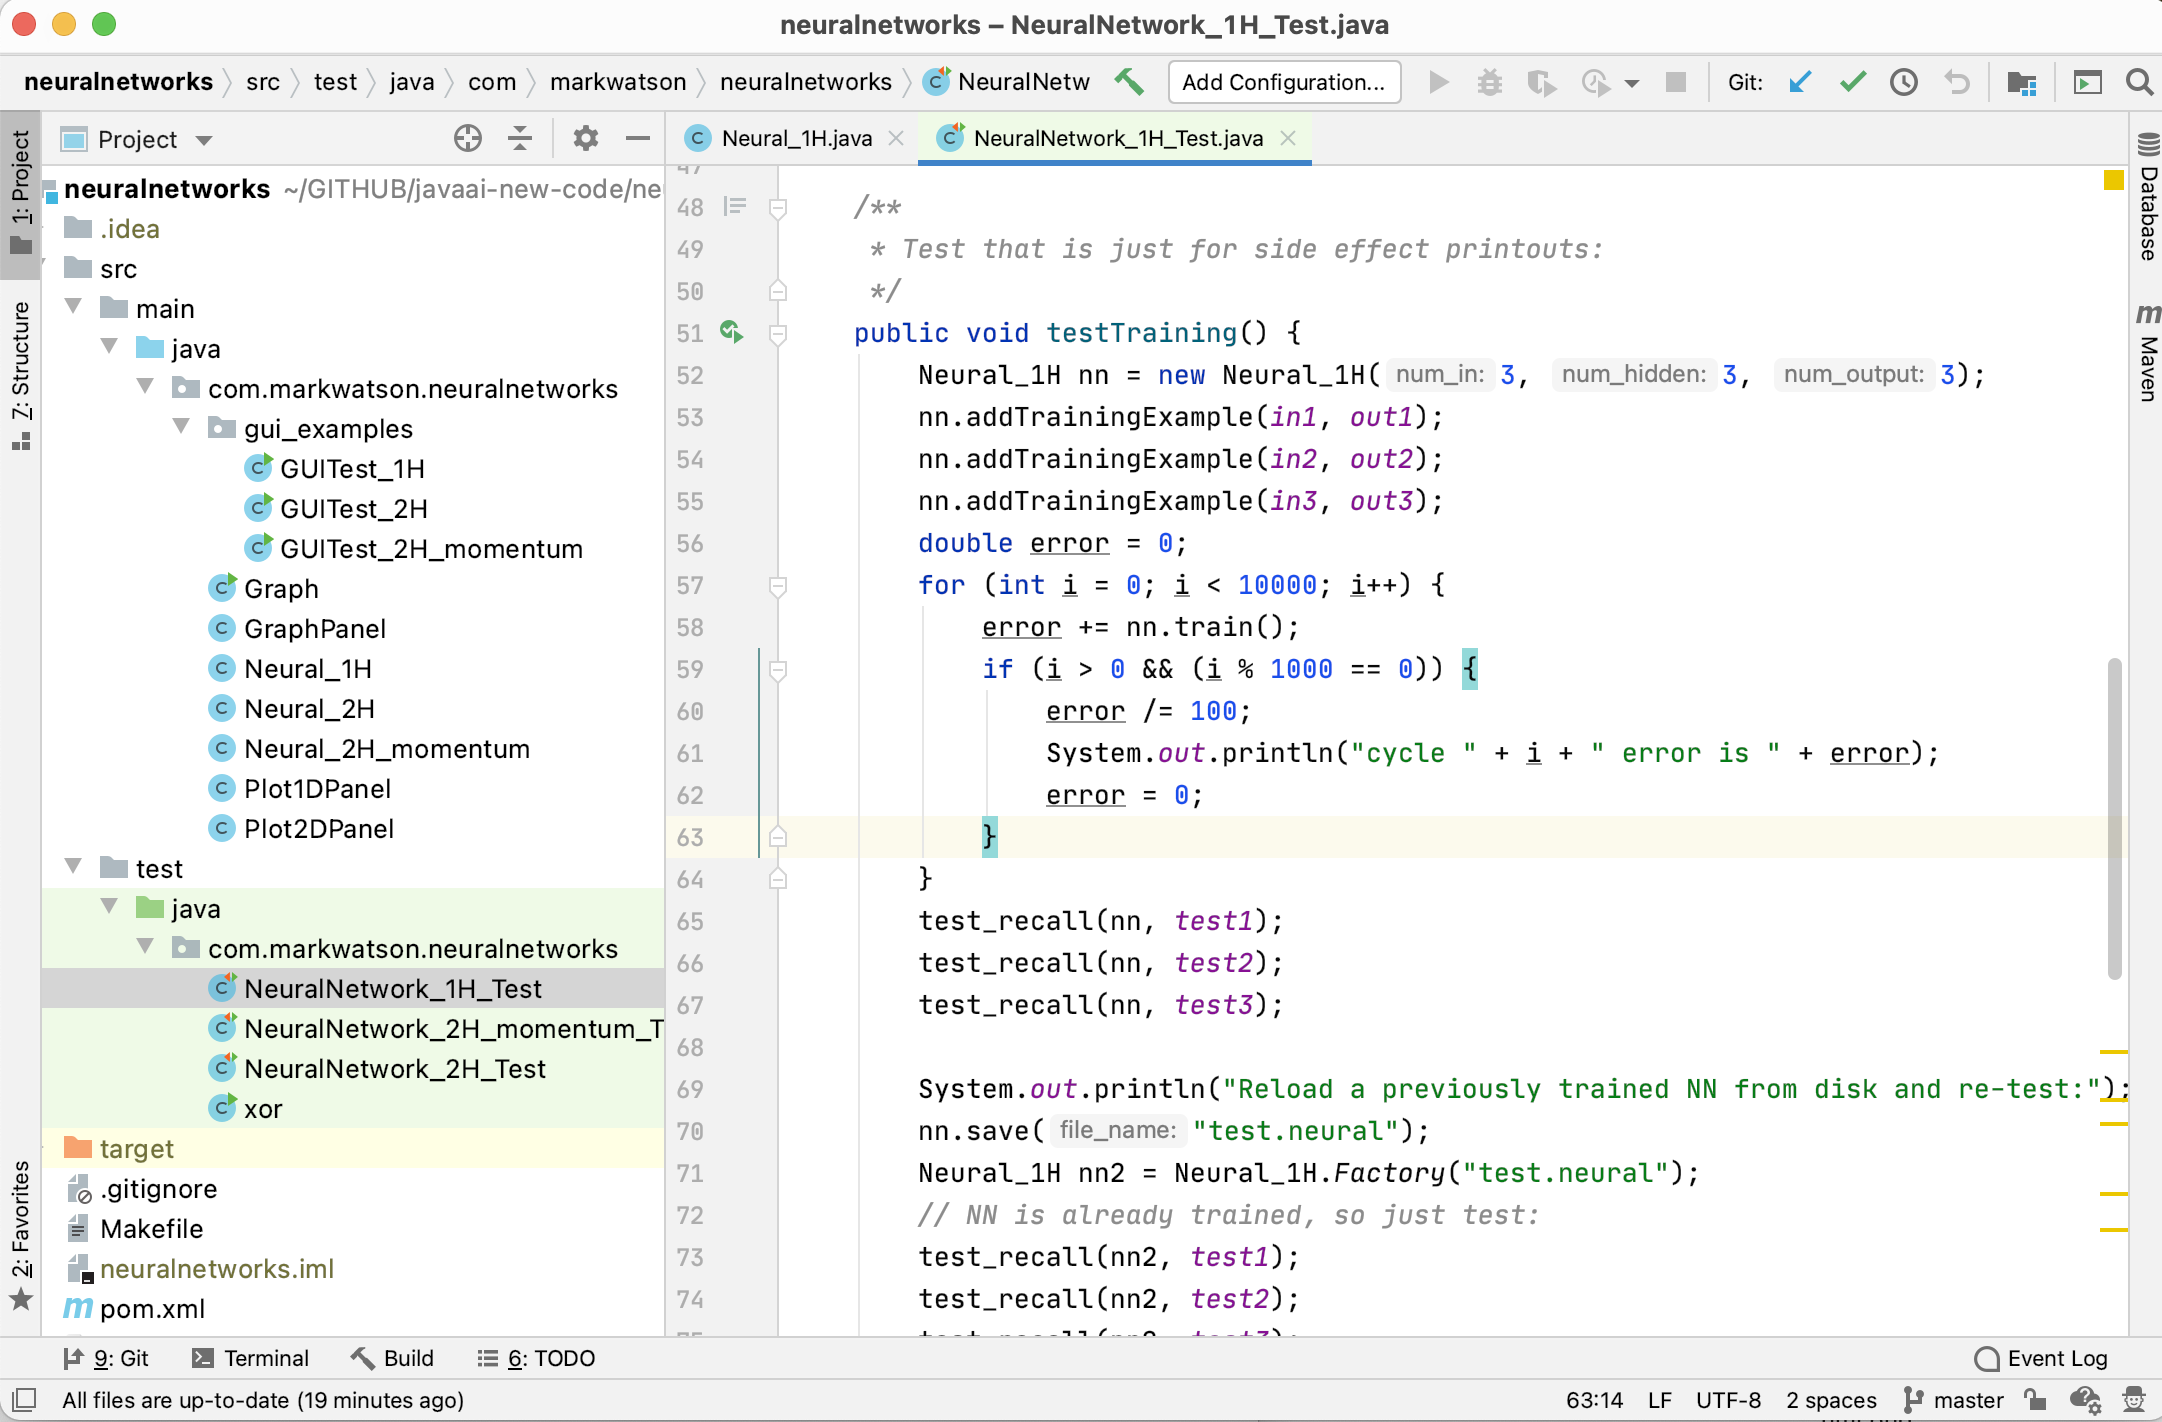 neuralnetworks – NeuralNetwork_1H_Test.java
neuralnetworks src test java com markwatson neuralnetworks NeuralNetw Add Configuration... Git:
1: Project
7: Structure
2: Favorites
Project
neuralnetworks ~/GITHUB/javaai-new-code/ne
.idea
src
main
java
com.markwatson.neuralnetworks
gui_examples
GUITest_1H
GUITest_2H
GUITest_2H_momentum
Graph
GraphPanel
Neural_1H
Neural_2H
Neural_2H_momentum
Plot1DPanel
Plot2DPanel
test
java
com.markwatson.neuralnetworks
NeuralNetwork_1H_Test
NeuralNetwork_2H_momentum_T
NeuralNetwork_2H_Test
xor
target
.gitignore
Makefile
neuralnetworks.iml
pom.xml
Neural_1H.java NeuralNetwork_1H_Test.java
47
48 /**
49 * Test that is just for side effect printouts:
50 */
51 public void testTraining() {
52 Neural_1H nn = new Neural_1H( num_in: 3, num_hidden: 3, num_output: 3);
53 nn.addTrainingExample(in1, out1);
54 nn.addTrainingExample(in2, out2);
55 nn.addTrainingExample(in3, out3);
56 double error = 0;
57 for (int i = 0; i < 10000; i++) {
58 error += nn.train();
59 if (i > 0 && (i % 1000 == 0)) {
60 error /= 100;
61 System.out.println("cycle " + i + " error is " + error);
62 error = 0;
63 }
64 }
65 test_recall(nn, test1);
66 test_recall(nn, test2);
67 test_recall(nn, test3);
68
69 System.out.println("Reload a previously trained NN from disk and re-test:");
70 nn.save( file_name: "test.neural");
71 Neural_1H nn2 = Neural_1H.Factory("test.neural");
72 // NN is already trained, so just test:
73 test_recall(nn2, test1);
74 test_recall(nn2, test2);
75 test_recall(nn2, test3);
Database
Maven
9: Git Terminal Build 6: TODO Event Log
All files are up-to-date (19 minutes ago) 63:14 LF UTF-8 2 spaces master